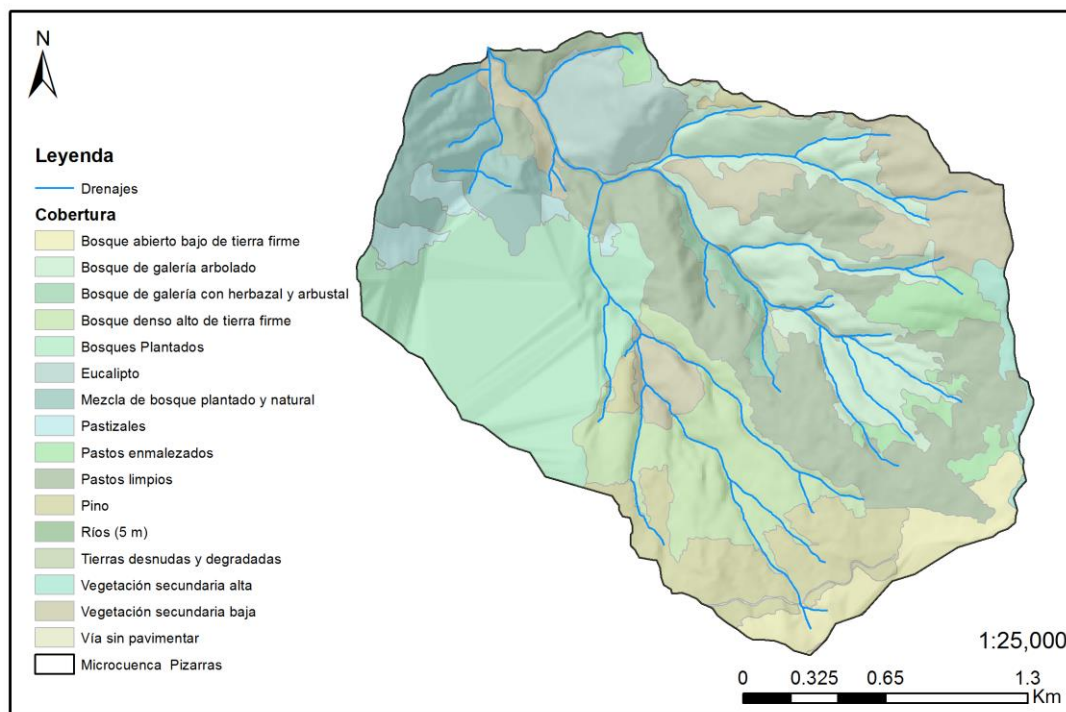 N
Leyenda
Drenajes
Cobertura
Bosque abierto bajo de tierra firme
Bosque de galería arbolado
Bosque de galería con herbazal y arbustal
Bosque denso alto de tierra firme
Bosques Plantados
Eucalipto
Mezcla de bosque plantado y natural
Pastizales
Pastos enmalezados
Pastos limpios
Pino
Ríos (5 m)
Tierras desnudas y degradadas
Vegetación secundaria alta
Vegetación secundaria baja
Vía sin pavimentar
Microcuenca Pizarras
1:25,000
0 0.325 0.65 1.3
Km